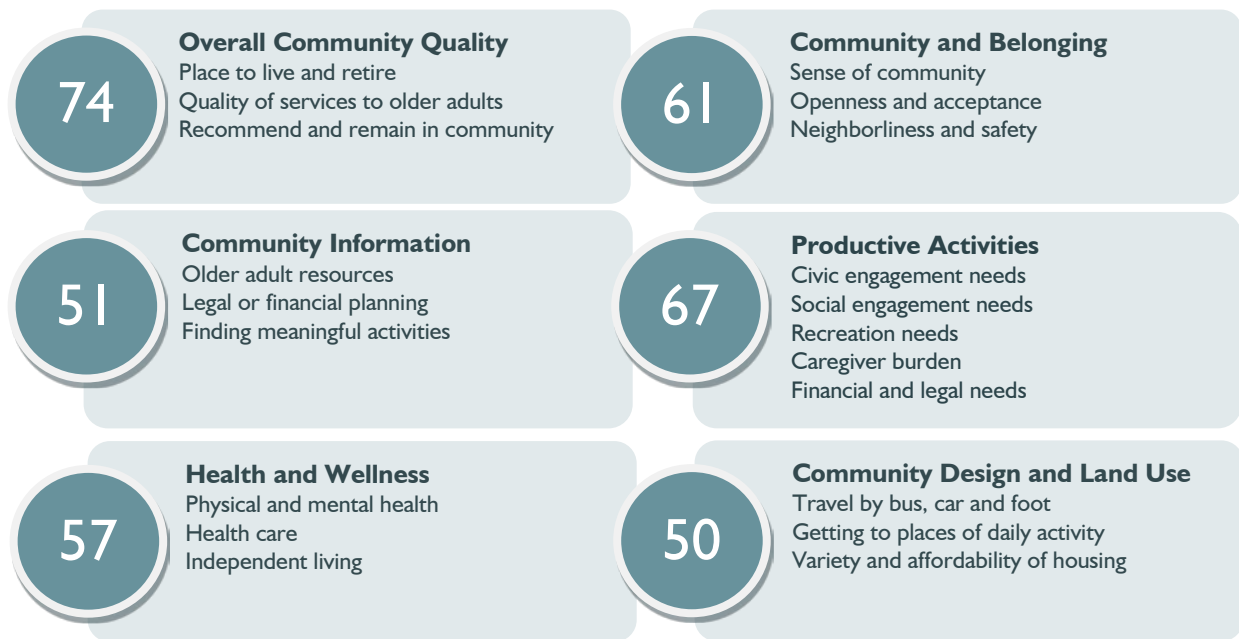 74
Overall Community Quality
Place to live and retire
Quality of services to older adults
Recommend and remain in community
61
Community and Belonging
Sense of community
Openness and acceptance
Neighborliness and safety
51
Community Information
Older adult resources
Legal or financial planning
Finding meaningful activities
67
Productive Activities
Civic engagement needs
Social engagement needs
Recreation needs
Caregiver burden
Financial and legal needs
57
Health and Wellness
Physical and mental health
Health care
Independent living
50
Community Design and Land Use
Travel by bus, car and foot
Getting to places of daily activity
Variety and affordability of housing